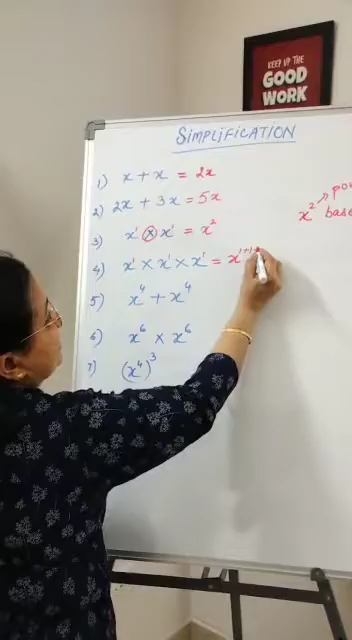 KEEP UP THE
GOOD
WORK
SIMPLIFICATION
1) x + x = 2x
2) 2x + 3x = 5x
3) x¹ × x¹ = x²
4) x¹ × x¹ × x¹ = x¹⁺¹⁺
5) x⁴ + x⁴
6) x⁶ × x⁶
7) (x⁴)³
x² base